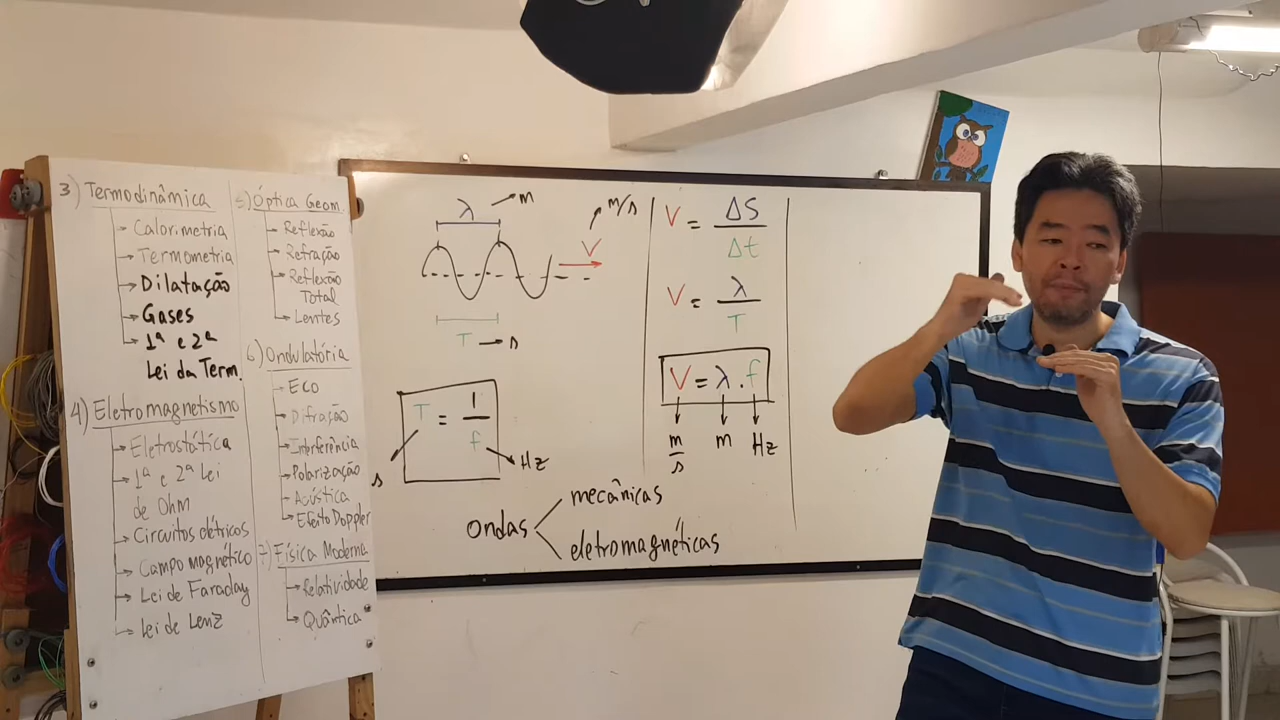 3) Termodinâmica
→ Calorimetria
→ Termometria
→ Dilatação
→ Gases
→ 1ª e 2ª
Lei da Term.
4) Eletromagnetismo
→ Eletrostática
→ 1ª e 2ª Lei
de Ohm
→ Circuitos elétricos
→ Campo magnético
→ Lei de Faraday
→ Lei de Lenz
5) Óptica Geom.
→ Reflexão
→ Refração
→ Reflexão
Total
→ Lentes
6) Ondulatória
→ Eco
→ Difração
→ Interferência
→ Polarização
→ Acústica
→ Efeito Doppler
7) Física Moderna
→ Relatividade
→ Quântica
λ → m
V → m/s
T → s
T = 1/f
s
Hz
ondas
mecânicas
eletromagnéticas
V = ΔS/Δt
V = λ/T
V = λ . f
m/s m Hz